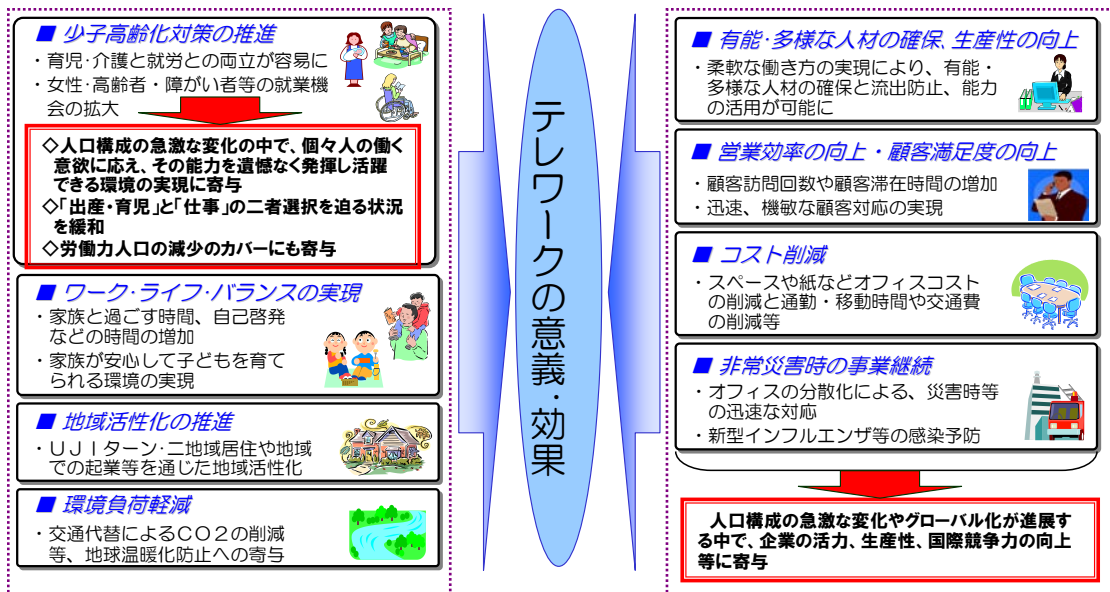 ■ 少子高齢化対策の推進
・育児・介護と就労との両立が容易に
・女性・高齢者・障がい者等の就業機
会の拡大
◇人口構成の急激な変化の中で、個々人の働く
意欲に応え、その能力を遺憾なく発揮し活躍
できる環境の実現に寄与
◇「出産・育児」と「仕事」の二者選択を迫る状況
を緩和
◇労働力人口の減少のカバーにも寄与
■ ワーク・ライフ・バランスの実現
・家族と過ごす時間、自己啓発
などの時間の増加
・家族が安心して子どもを育て
られる環境の実現
■ 地域活性化の推進
・UJIターン・二地域居住や地域
での起業等を通じた地域活性化
■ 環境負荷軽減
・交通代替によるCO2の削減
等、地球温暖化防止への寄与
テレワークの意義・効果
■ 有能・多様な人材の確保、生産性の向上
・柔軟な働き方の実現により、有能・
多様な人材の確保と流出防止、能力
の活用が可能に
■ 営業効率の向上・顧客満足度の向上
・顧客訪問回数や顧客滞在時間の増加
・迅速、機敏な顧客対応の実現
■ コスト削減
・スペースや紙などオフィスコスト
の削減と通勤・移動時間や交通費
の削減等
■ 非常災害時の事業継続
・オフィスの分散化による、災害時等
の迅速な対応
・新型インフルエンザ等の感染予防
人口構成の急激な変化やグローバル化が進展す
る中で、企業の活力、生産性、国際競争力の向上
等に寄与